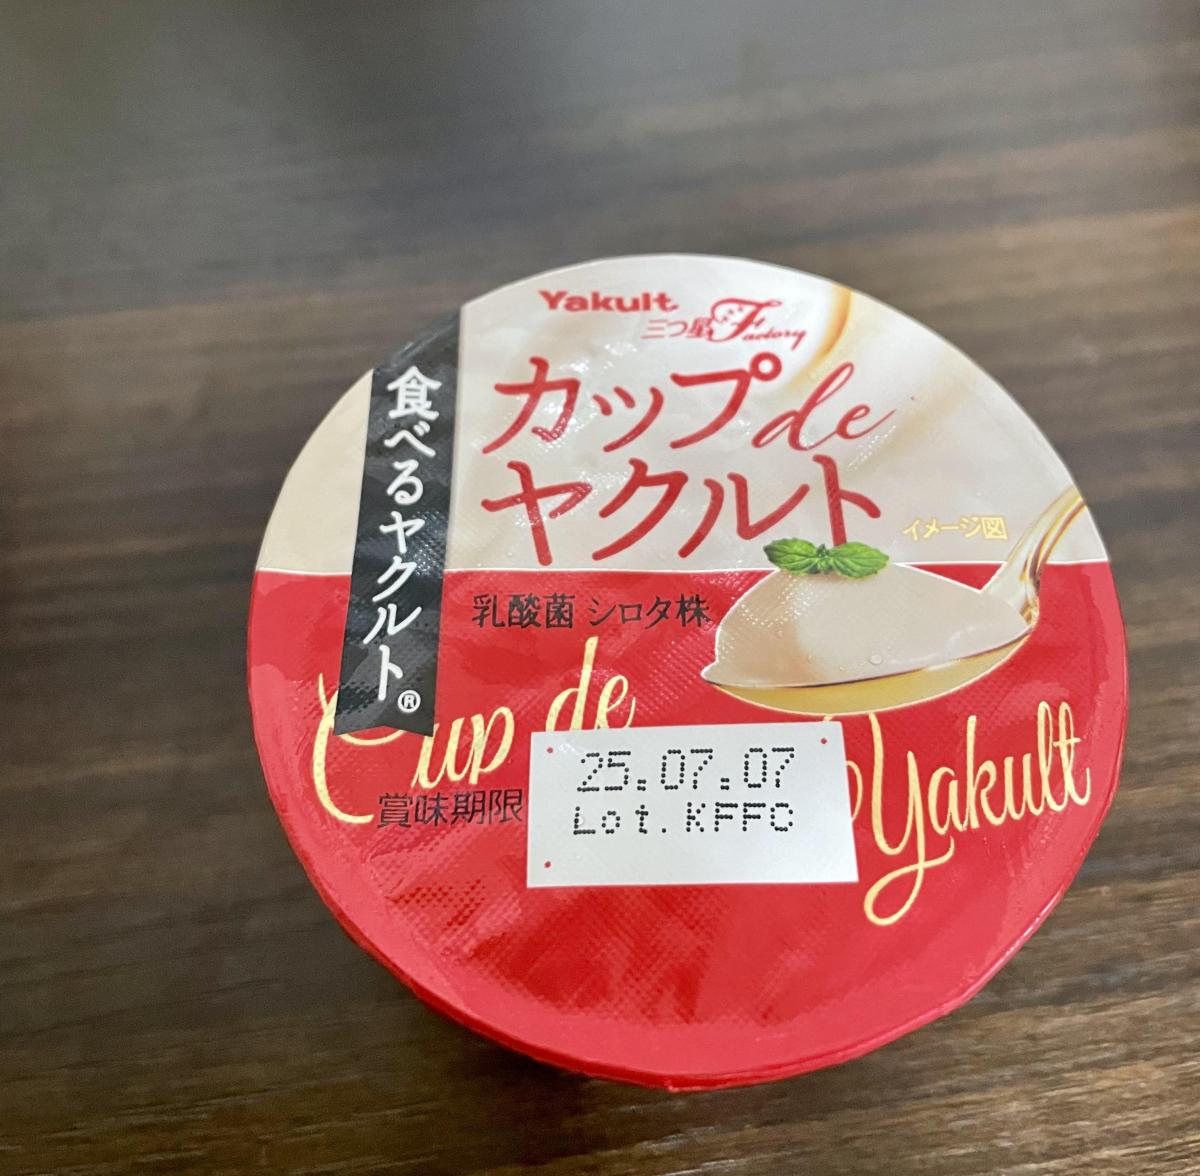 Yakult
三つ星Factory
カップde
ヤクルト
食べるヤクルト®
イメージ図
乳酸菌 シロタ株
Cup de Yakult
賞味期限
25.07.07
Lot.KFFC